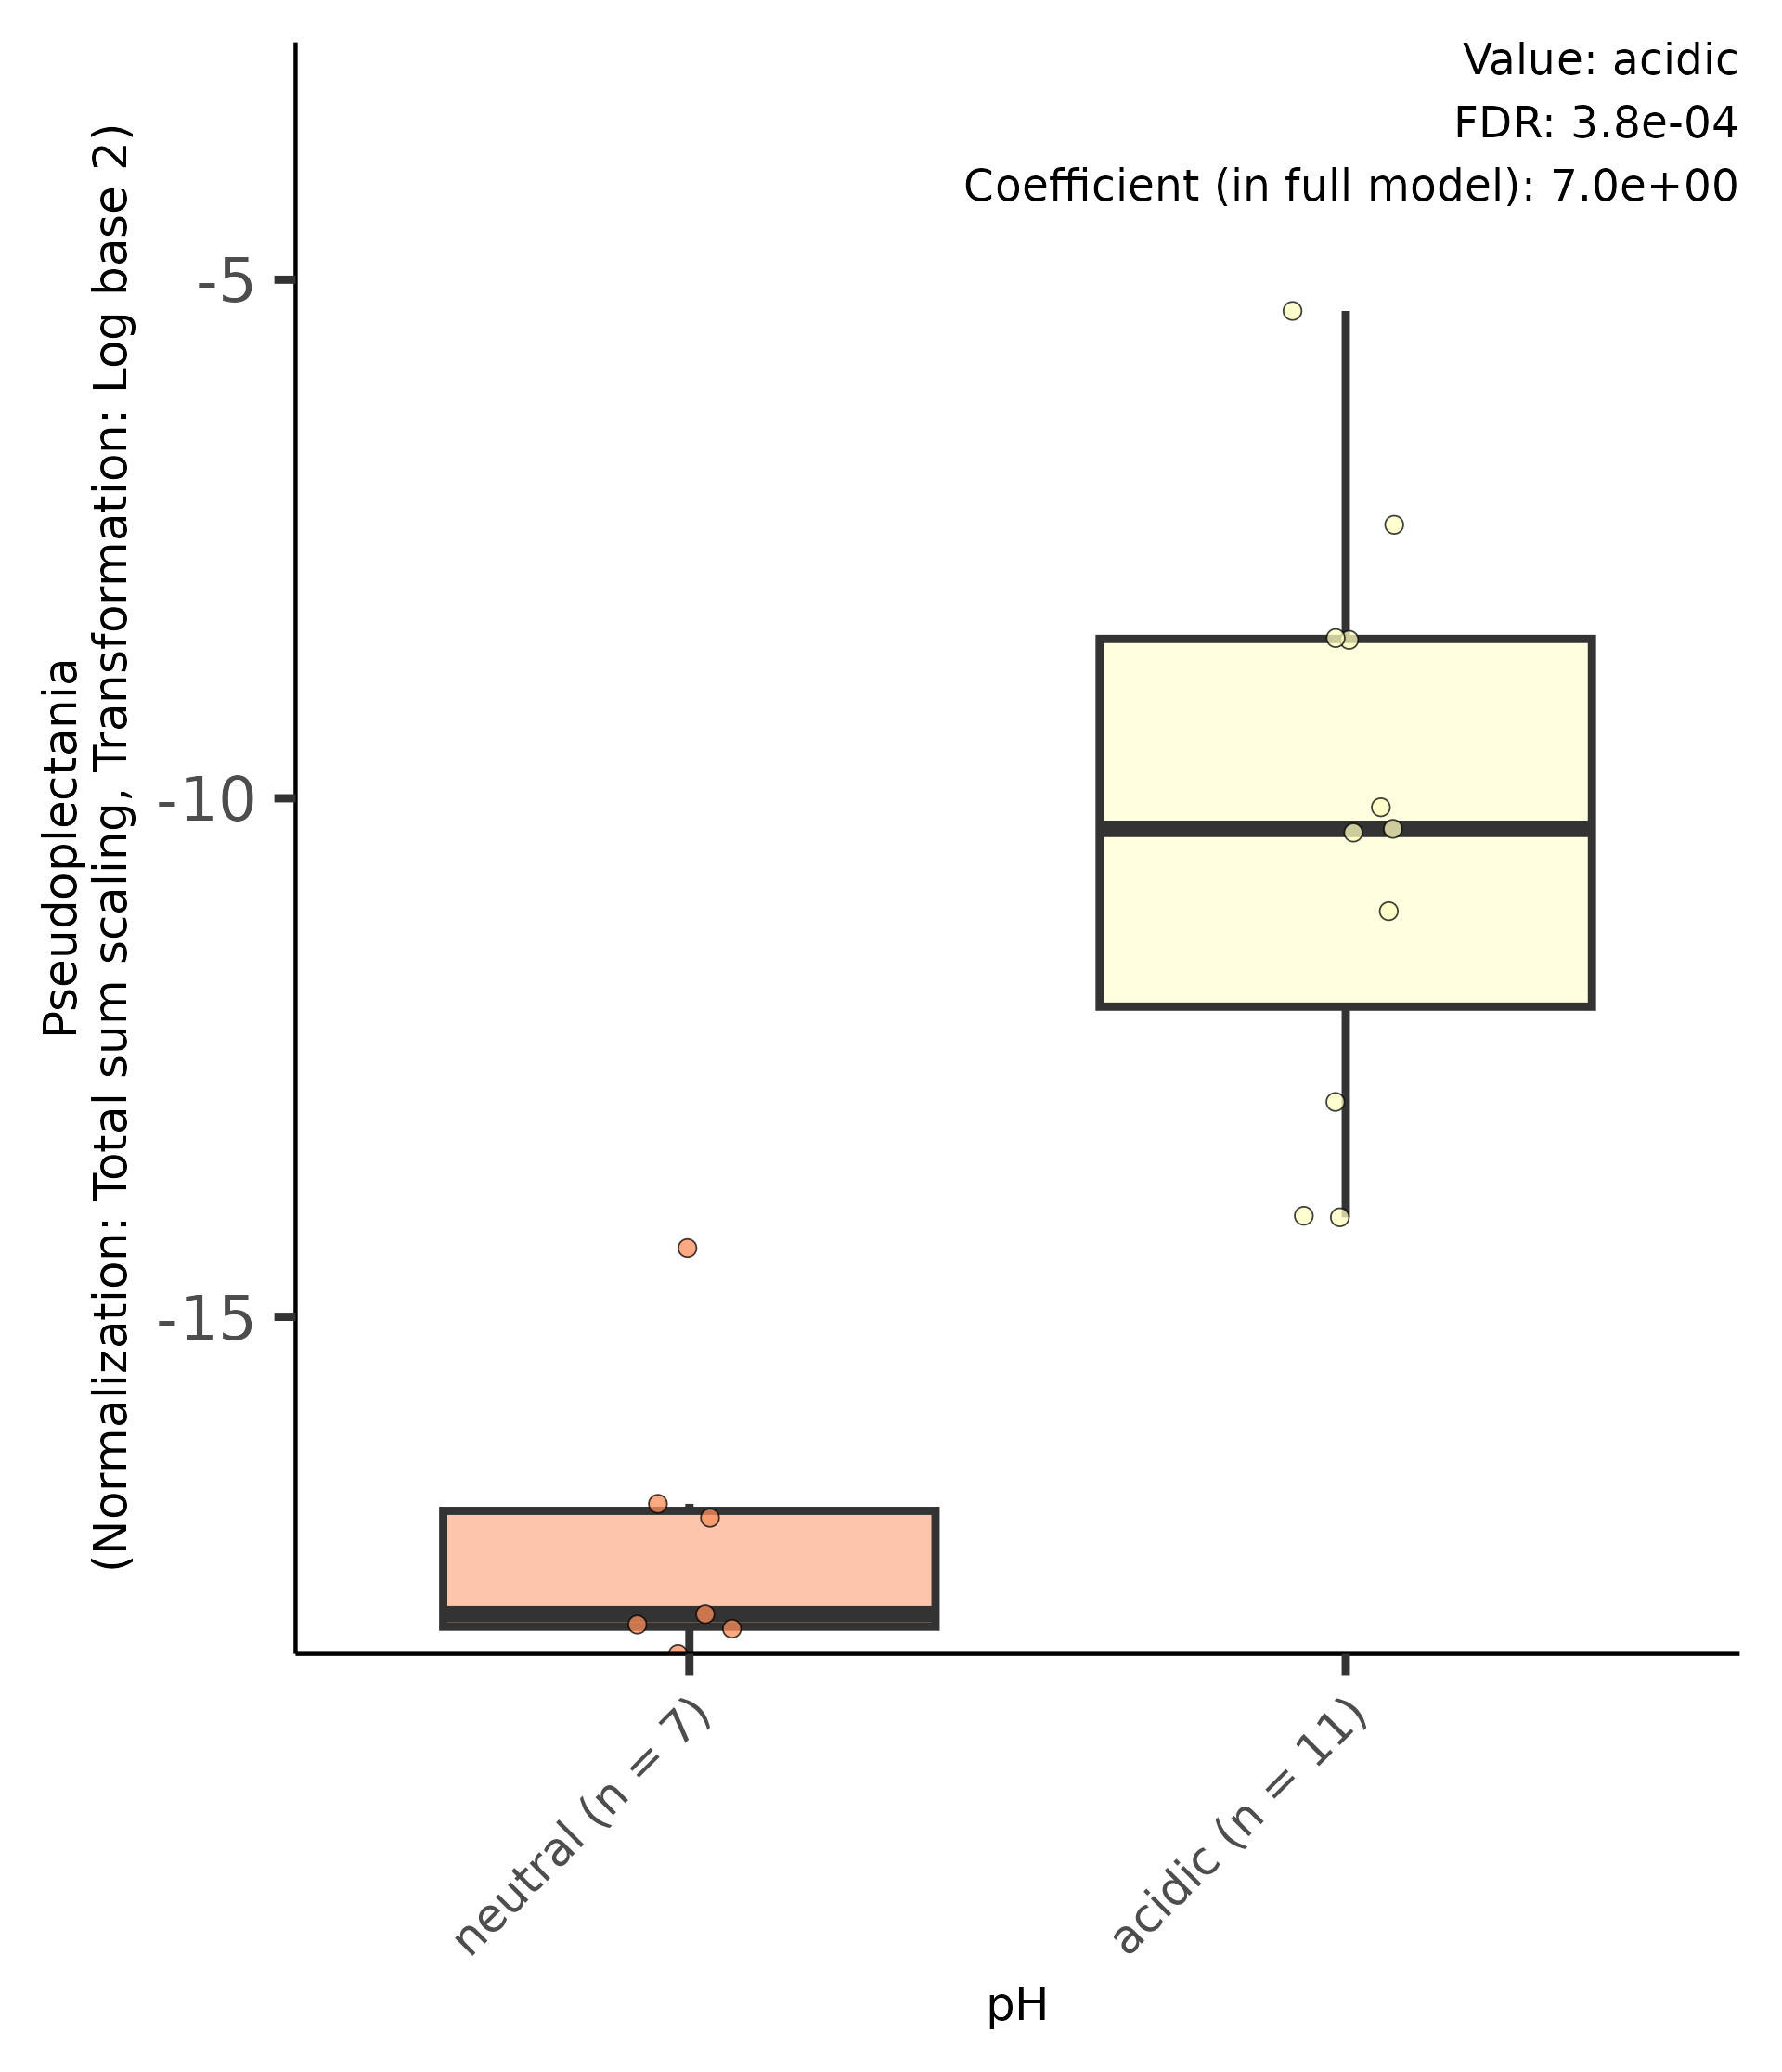 Value: acidic
FDR: 3.8e-04
Coefficient (in full model): 7.0e+00
Pseudoplectania
(Normalization: Total sum scaling, Transformation: Log base 2)
-5
-10
-15
neutral (n = 7)
acidic (n = 11)
pH